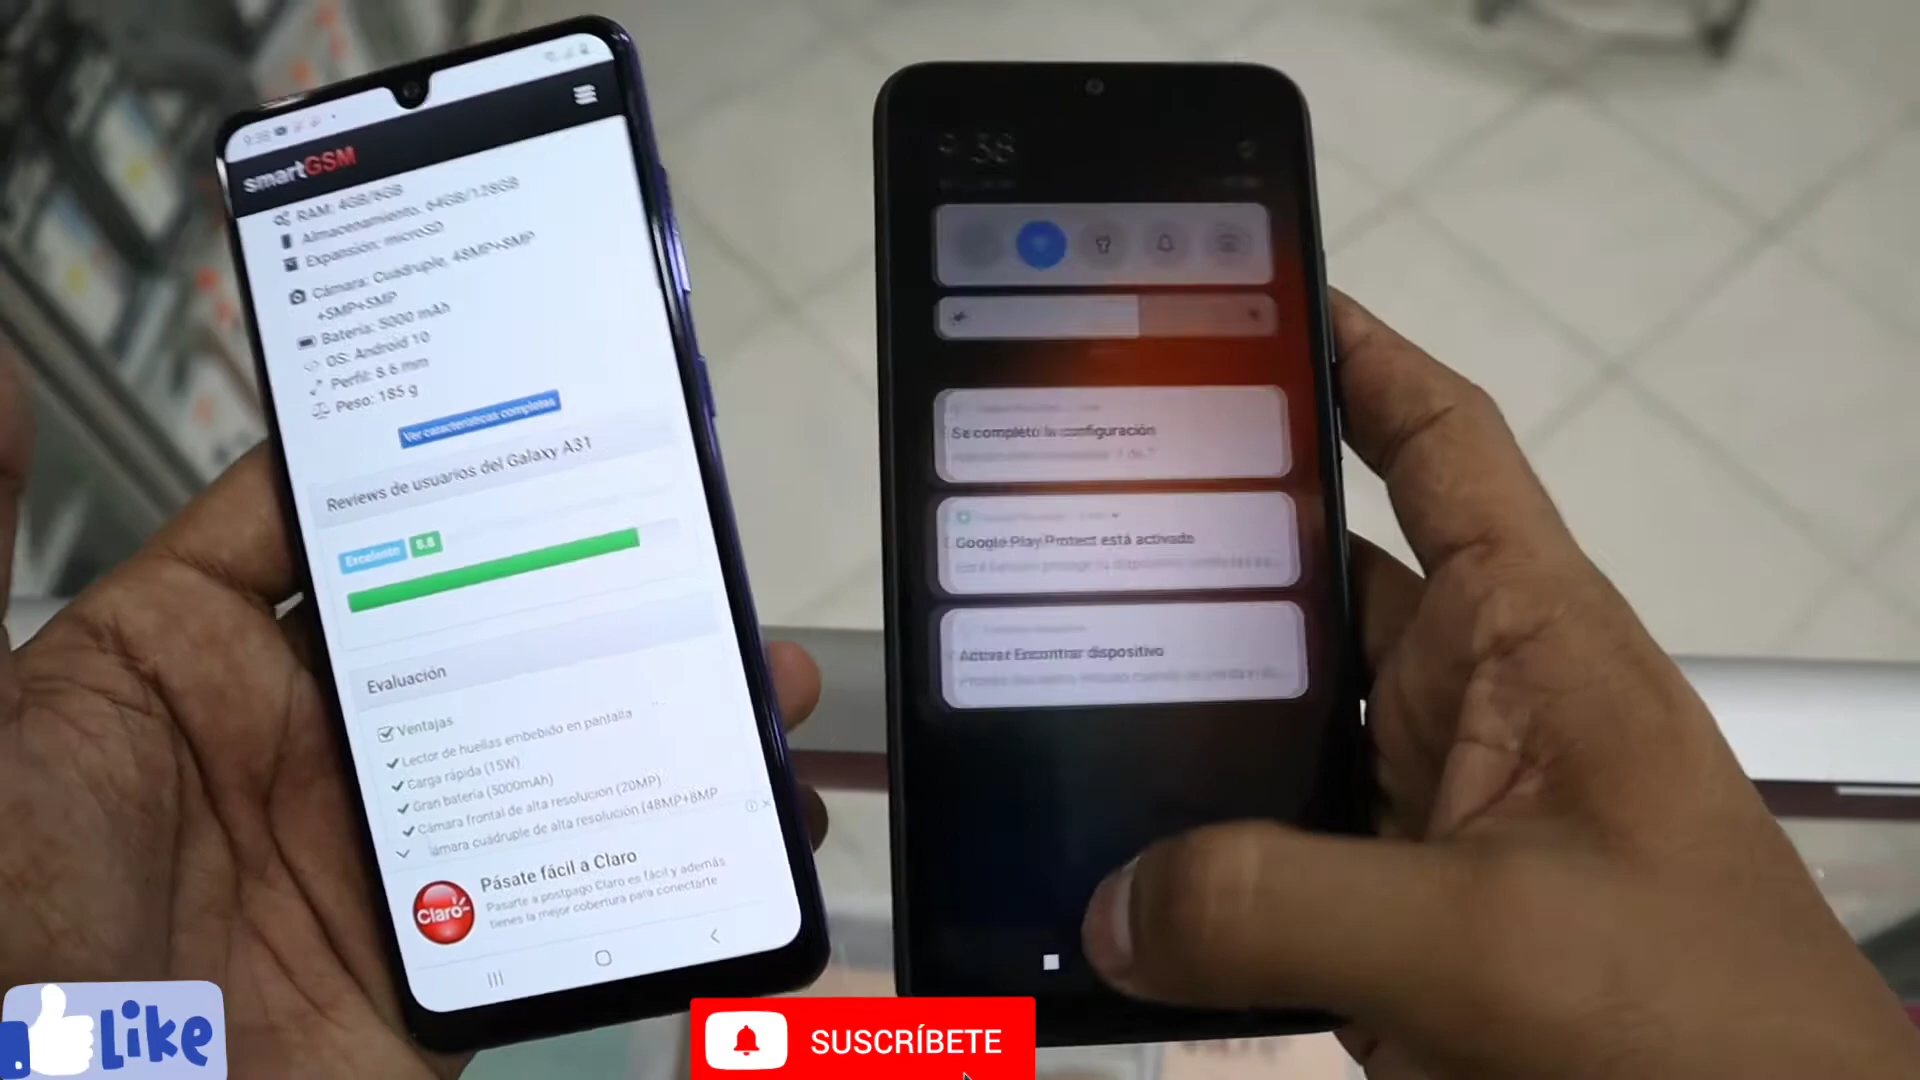 9:38
smartGSM
RAM: 4GB/6GB
Almacenamiento: 64GB/128GB
Expansión: microSD
Cámara: Cuádruple, 48MP+8MP
+5MP+5MP
Batería: 5000 mAh
OS: Android 10
Perfil: 8.6 mm
Peso: 185 g
Ver características completas
Reviews de usuarios del Galaxy A31
Excelente 8.8
Evaluación
Ventajas
Lector de huellas embebido en pantalla
Carga rápida (15W)
Gran batería (5000mAh)
Cámara frontal de alta resolución (20MP)
ámara cuádruple de alta resolución (48MP+8MP
Pásate fácil a Claro
Pasarte a postpago Claro es fácil y además
tienes la mejor cobertura para conectarte
Claro
9:38
Se completó la configuración
Google Play Protect está activado
Activar Encontrar dispositivo
Like
SUSCRÍBETE